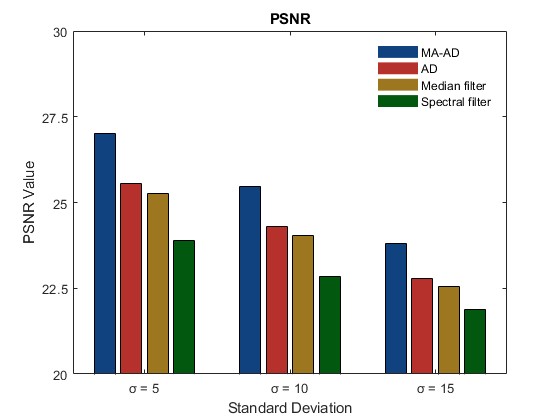 PSNR
30
27.5
25
22.5
20
PSNR Value
MA-AD
AD
Median filter
Spectral filter
σ = 5
σ = 10
σ = 15
Standard Deviation